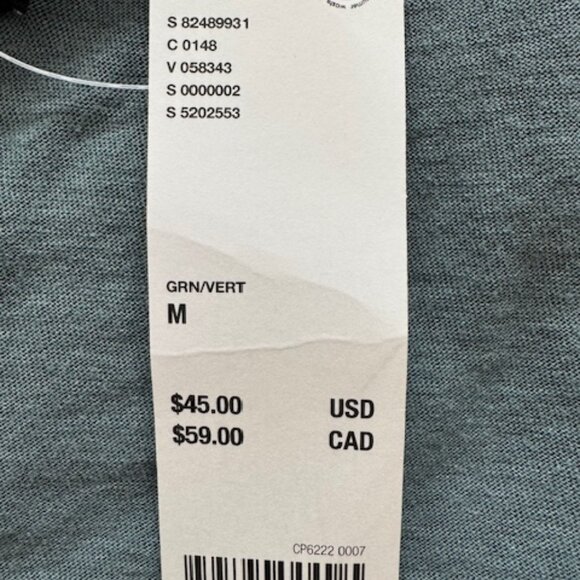 S 82489931
C 0148
V 058343
S 0000002
S 5202553
GRN/VERT
M
$45.00 USD
$59.00 CAD
CP6222 0007